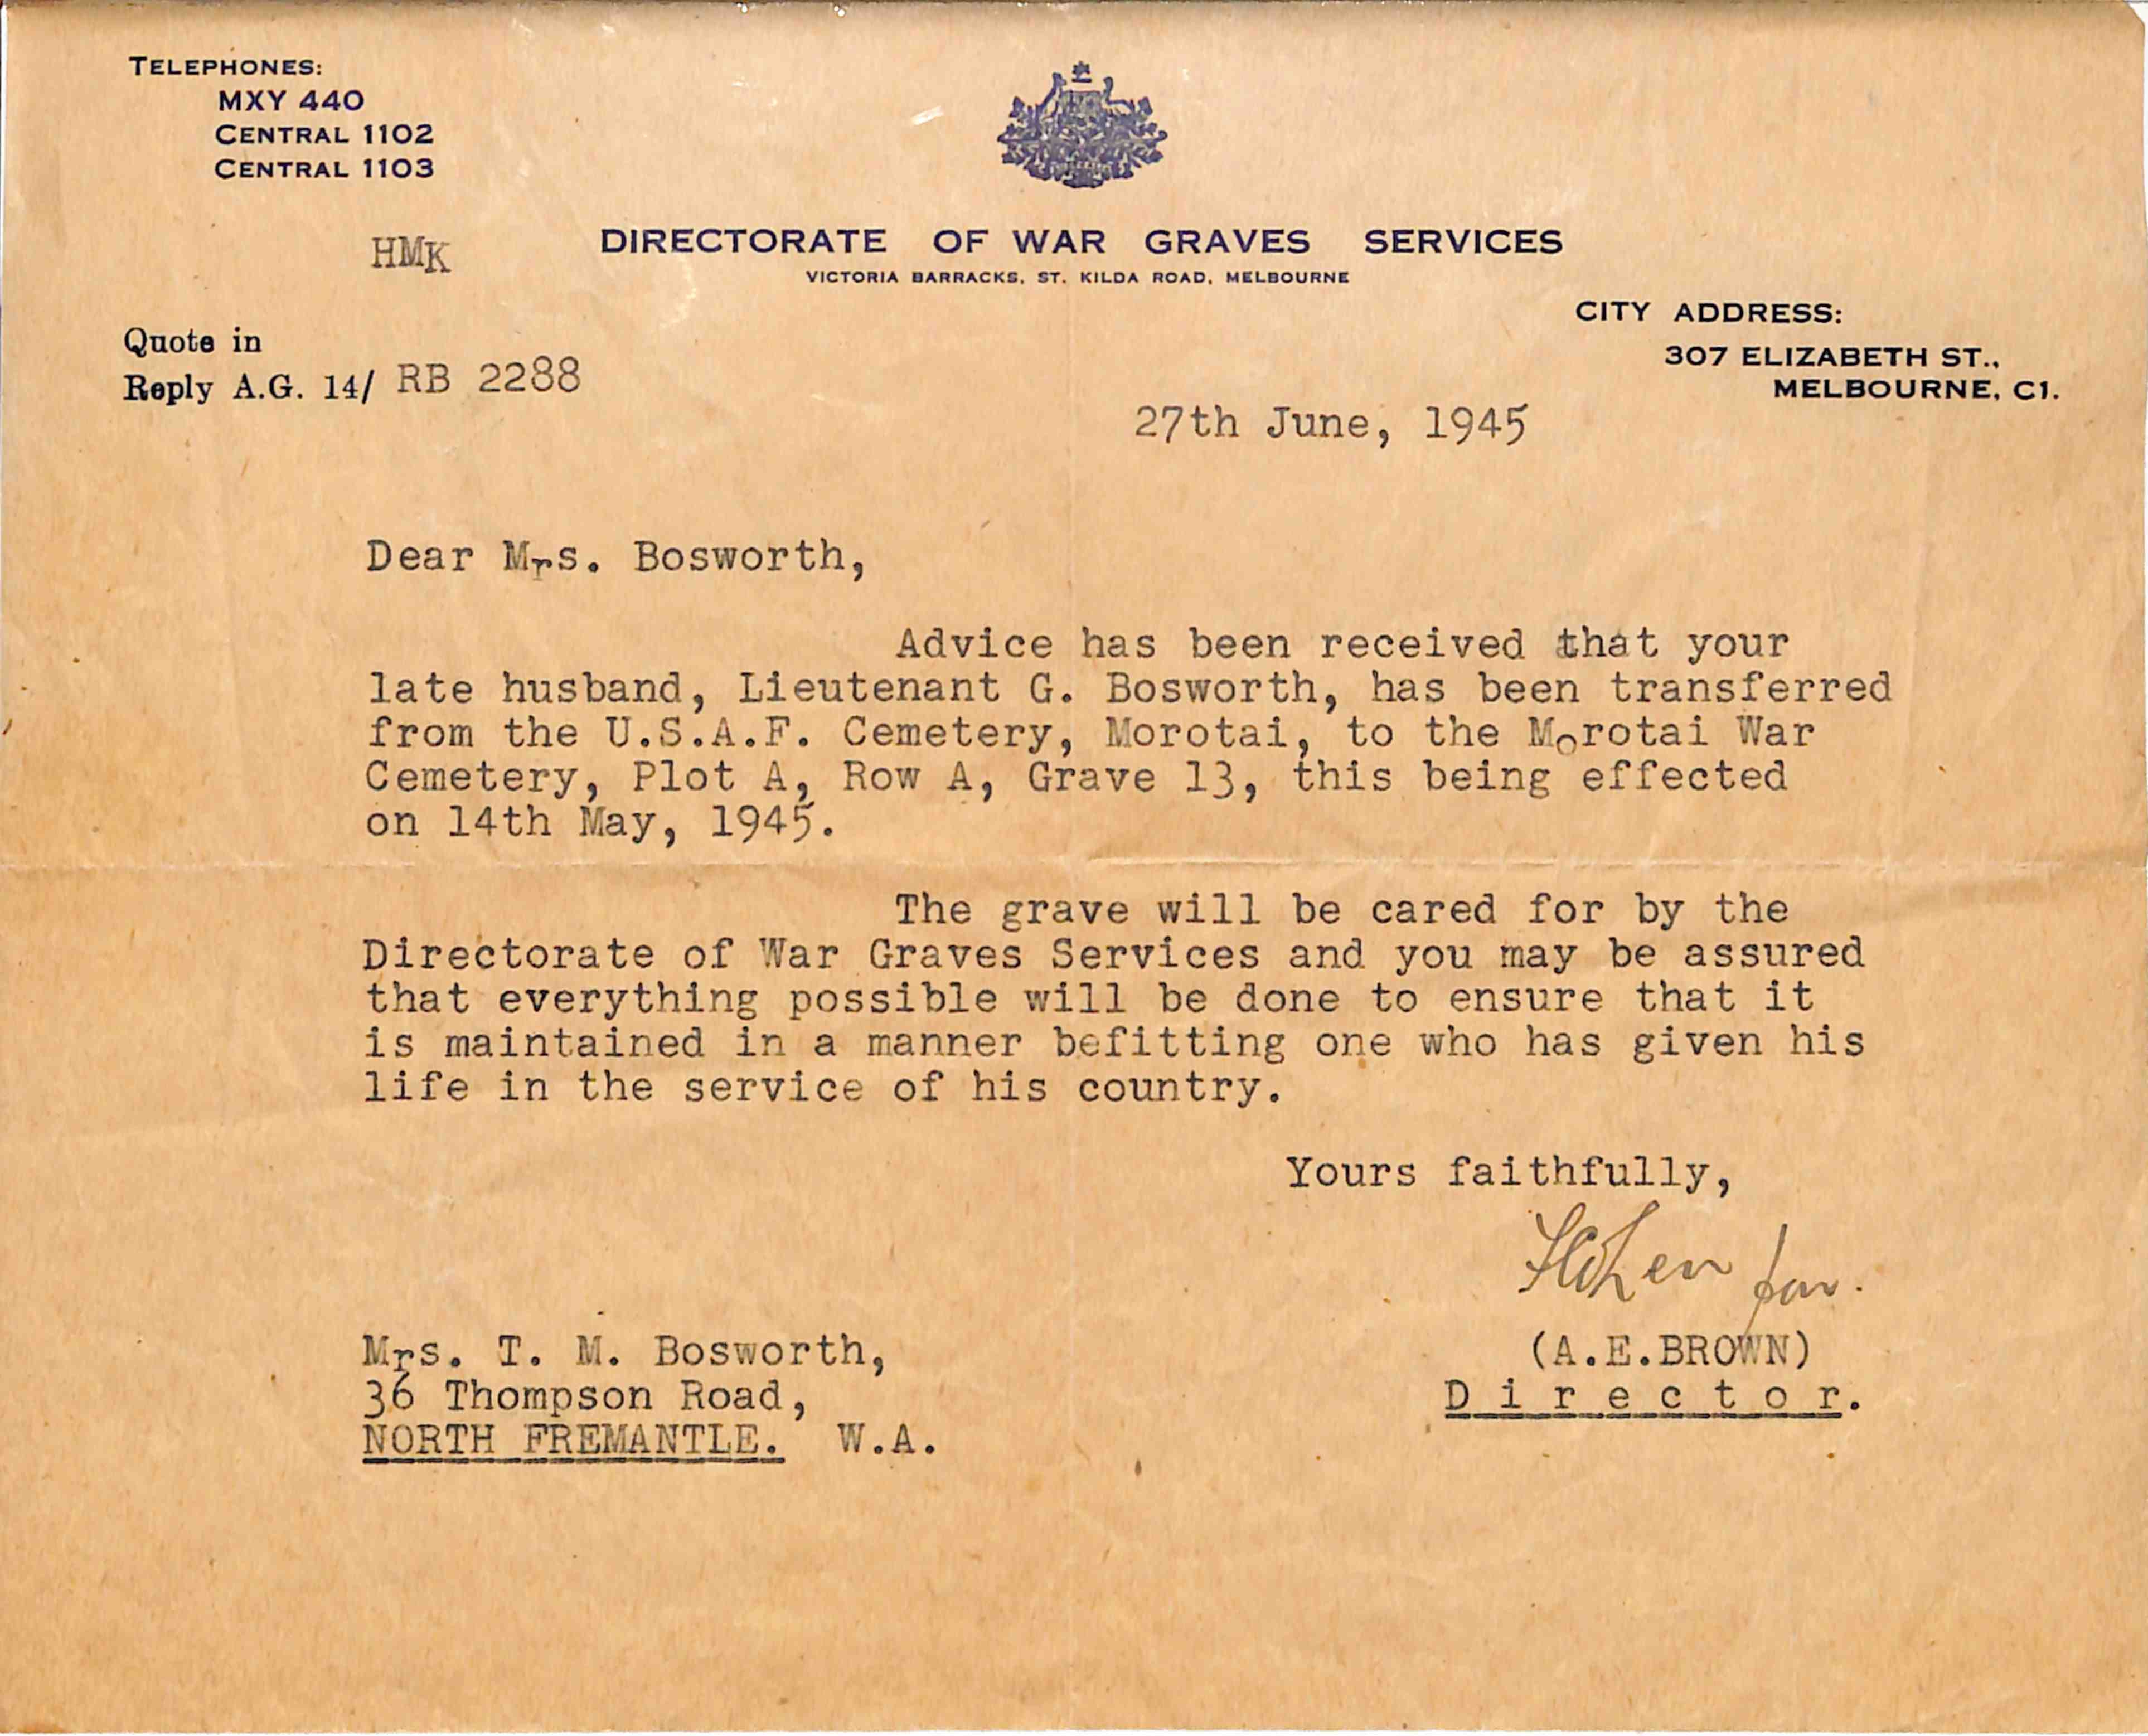 TELEPHONES:
MXY 440
CENTRAL 1102
CENTRAL 1103
HMK
DIRECTORATE OF WAR GRAVES SERVICES
VICTORIA BARRACKS, ST. KILDA ROAD, MELBOURNE
CITY ADDRESS:
307 ELIZABETH ST.,
MELBOURNE, C1.
Quote in
Reply A.G. 14/ RB 2288
27th June, 1945
Dear Mrs. Bosworth,
Advice has been received that your
late husband, Lieutenant G. Bosworth, has been transferred
from the U.S.A.F. Cemetery, Morotai, to the Morotai War
Cemetery, Plot A, Row A, Grave 13, this being effected
on 14th May, 1945.
The grave will be cared for by the
Directorate of War Graves Services and you may be assured
that everything possible will be done to ensure that it
is maintained in a manner befitting one who has given his
life in the service of his country.
Yours faithfully,
for.
(A.E.BROWN)
Director.
Mrs. T. M. Bosworth,
36 Thompson Road,
NORTH FREMANTLE. W.A.